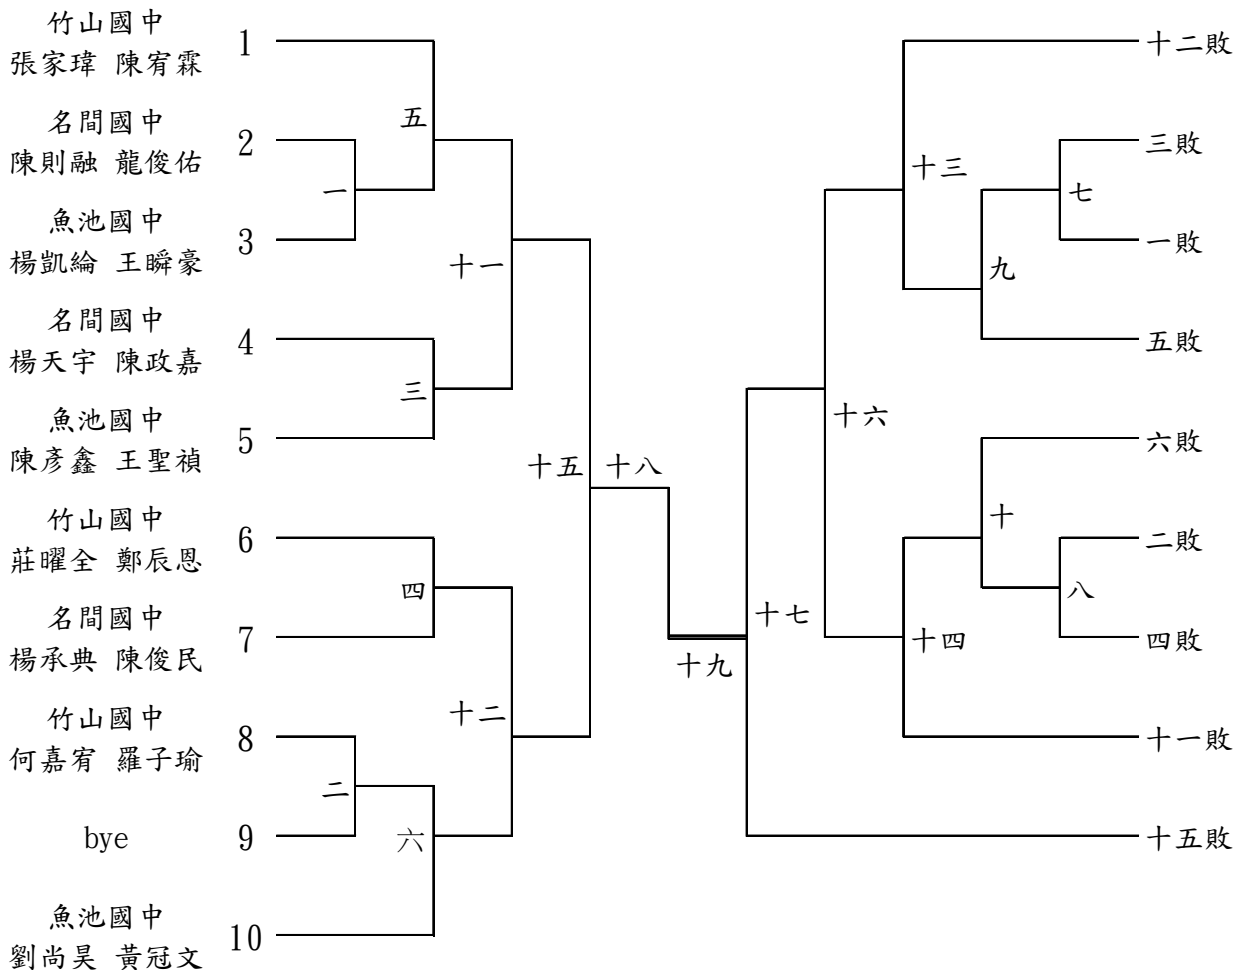 竹山國中
張家瑋 陳宥霖
1
名間國中
陳則融 龍俊佑
2
魚池國中
楊凱綸 王瞬豪
3
名間國中
楊天宇 陳政嘉
4
魚池國中
陳彥鑫 王聖禎
5
竹山國中
莊曜全 鄭辰恩
6
名間國中
楊承典 陳俊民
7
竹山國中
何嘉宥 羅子瑜
8
bye
9
魚池國中
劉尚昊 黃冠文
10
一
二
五
三
四
六
十一
十二
十五
十八
十九
十七
十六
十三
十四
九
十
七
八
十二敗
三敗
一敗
五敗
六敗
二敗
四敗
十一敗
十五敗